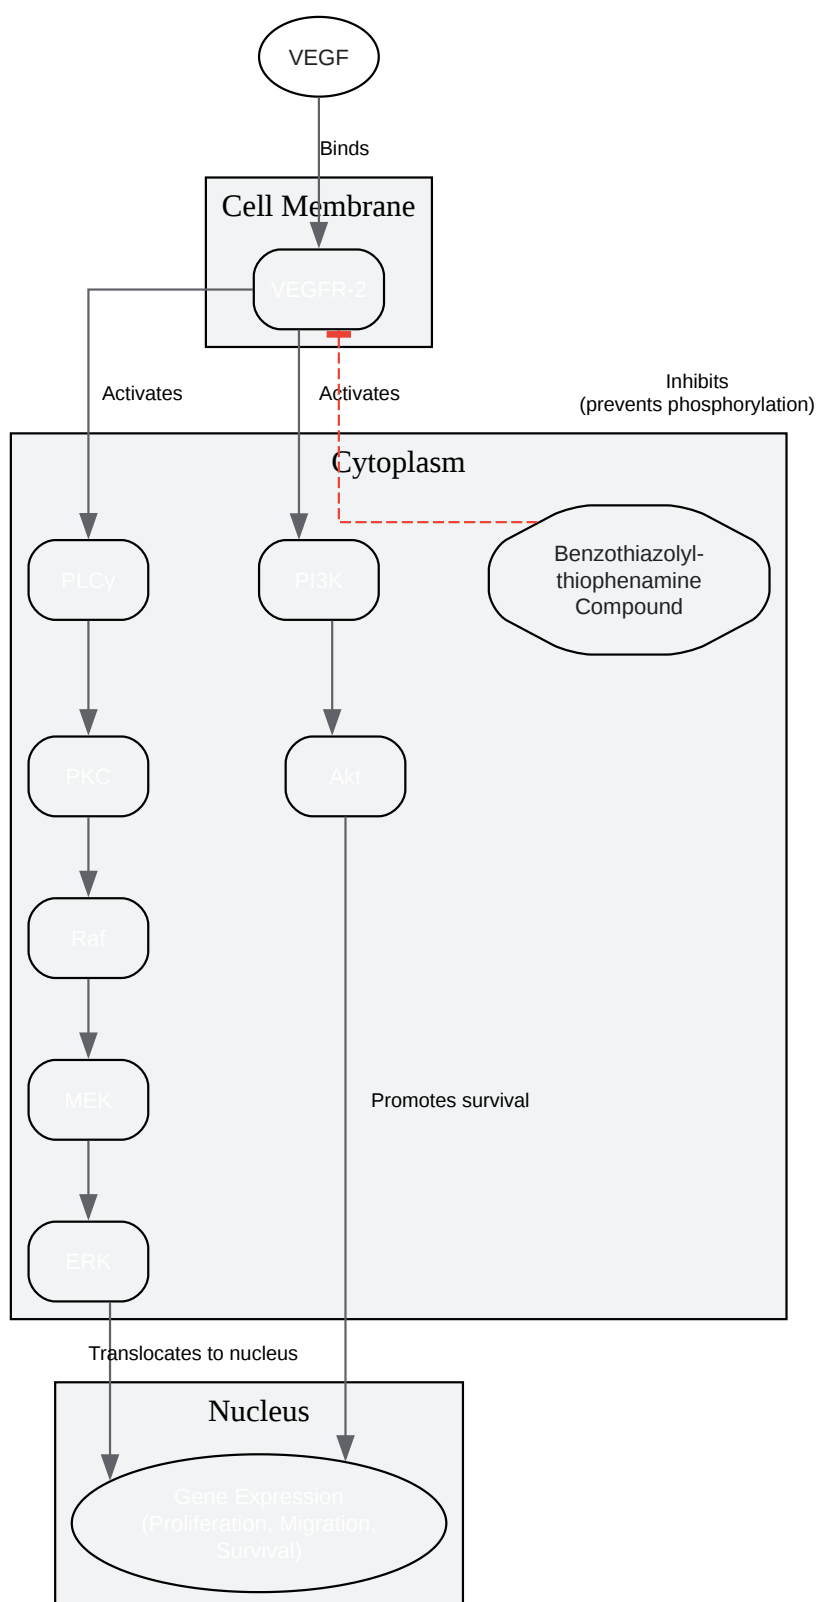 VEGF
Binds
Cell Membrane
VEGFR-2
Activates
Activates
Inhibits
(prevents phosphorylation)
Cytoplasm
PLCγ
PI3K
Benzothiazolyl-
thiophenamine
Compound
PKC
Akt
Raf
MEK
Promotes survival
ERK
Translocates to nucleus
Nucleus
Gene Expression
(Proliferation, Migration,
Survival)